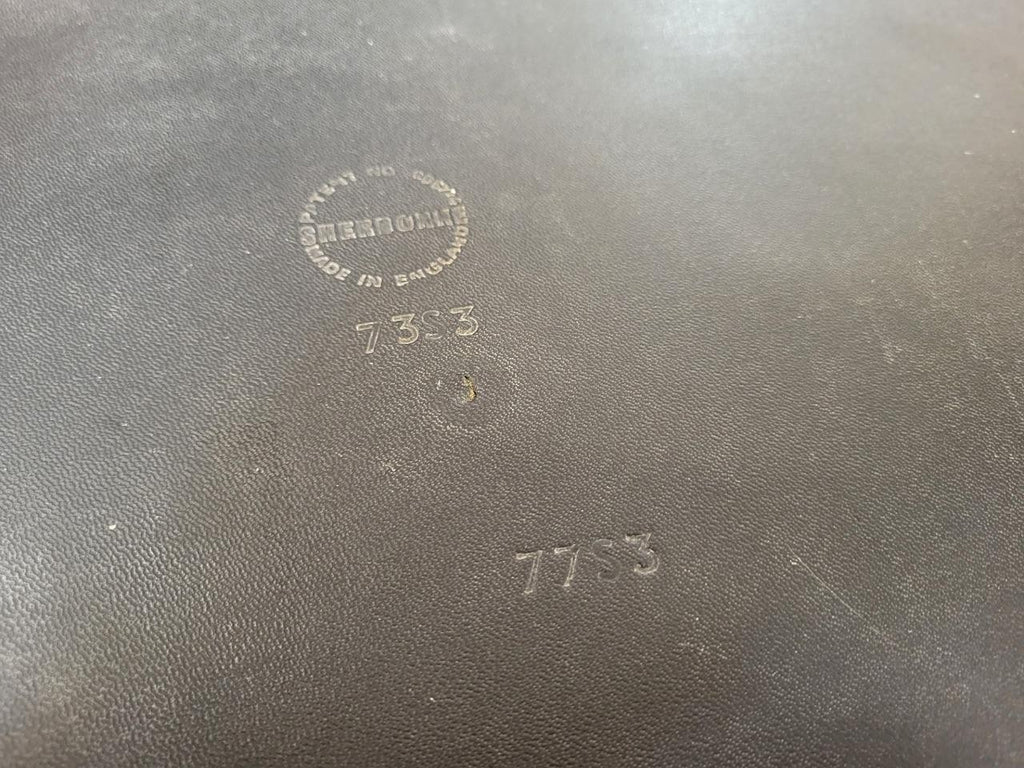 PATENT NO
MADE IN ENGLAND
73S3
77S3